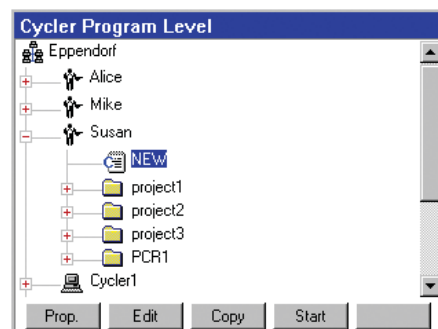 Cycler Program Level
Eppendorf
Alice
Mike
Susan
NEW
project1
project2
project3
PCR1
Cycler1
Prop. Edit Copy Start